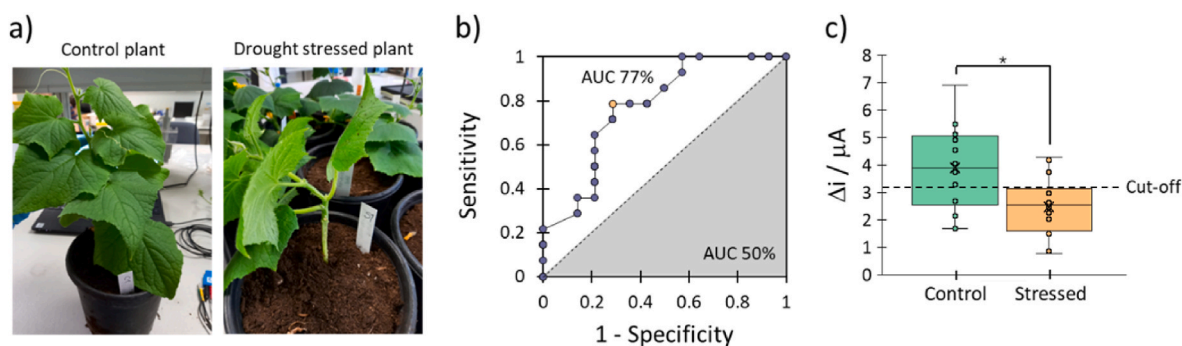 a)
Control plant
Drought stressed plant
b)
AUC 77%
AUC 50%
Sensitivity
1
0.8
0.6
0.4
0.2
0
0
0.2
0.4
0.6
0.8
1
1 - Specificity
c)
Δi / µA
8
7
6
5
4
3
2
1
0
*
Cut-off
Control
Stressed